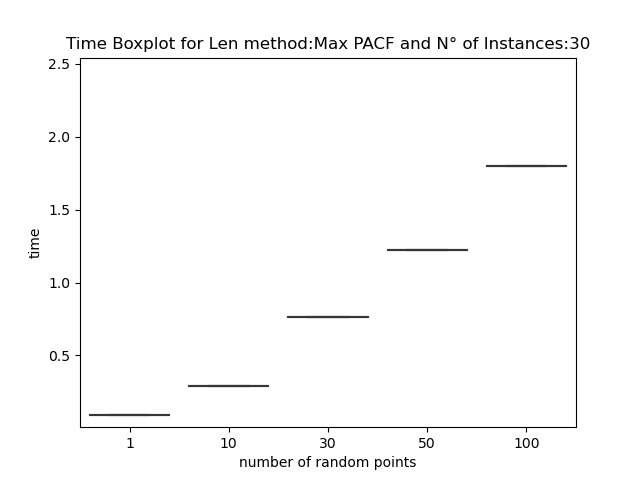 Time Boxplot for Len method:Max PACF and N° of Instances:30
2.5
2.0
1.5
1.0
0.5
time
1 10 30 50 100
number of random points